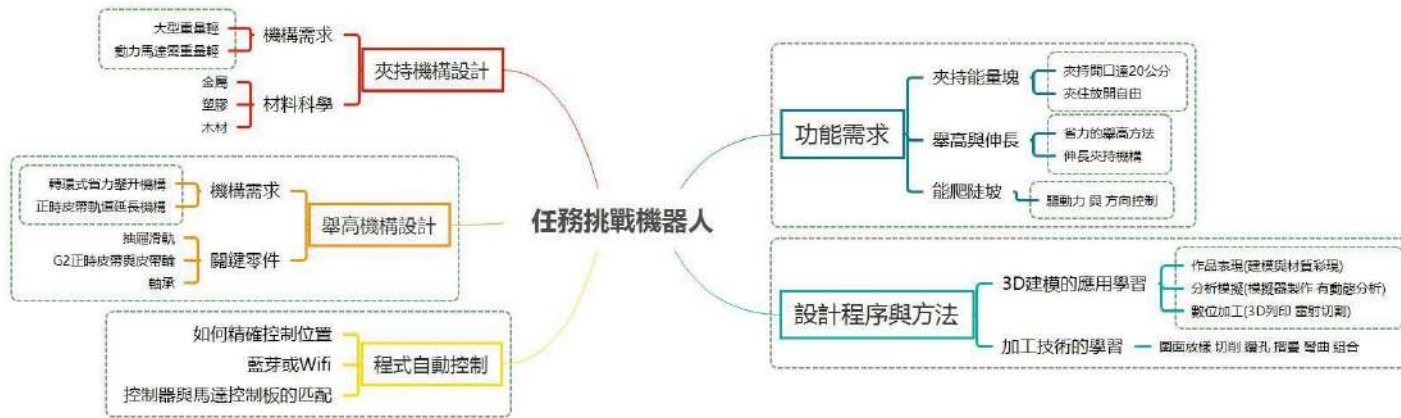 任務挑戰機器人
夾持機構設計
機構需求
大型重量輕
動力馬達需重量輕
材料科學
金屬
塑膠
木材
舉高機構設計
機構需求
轉環式省力舉升機構
正時皮帶軌道延長機構
關鍵零件
抽屜滑軌
G2正時皮帶與皮帶輪
軸承
程式自動控制
如何精確控制位置
藍芽或Wifi
控制器與馬達控制板的匹配
功能需求
夾持能量塊
夾持開口達20公分
夾住放開自由
舉高與伸長
省力的舉高方法
伸長夾持機構
能爬陡坡
驅動力 與 方向控制
設計程序與方法
3D建模的應用學習
作品表現(建模與材質彩現)
分析模擬(模擬器製作 有動態分析)
數位加工(3D列印 雷射切割)
加工技術的學習
圖面放樣 切削 鑽孔 摺疊 彎曲 組合